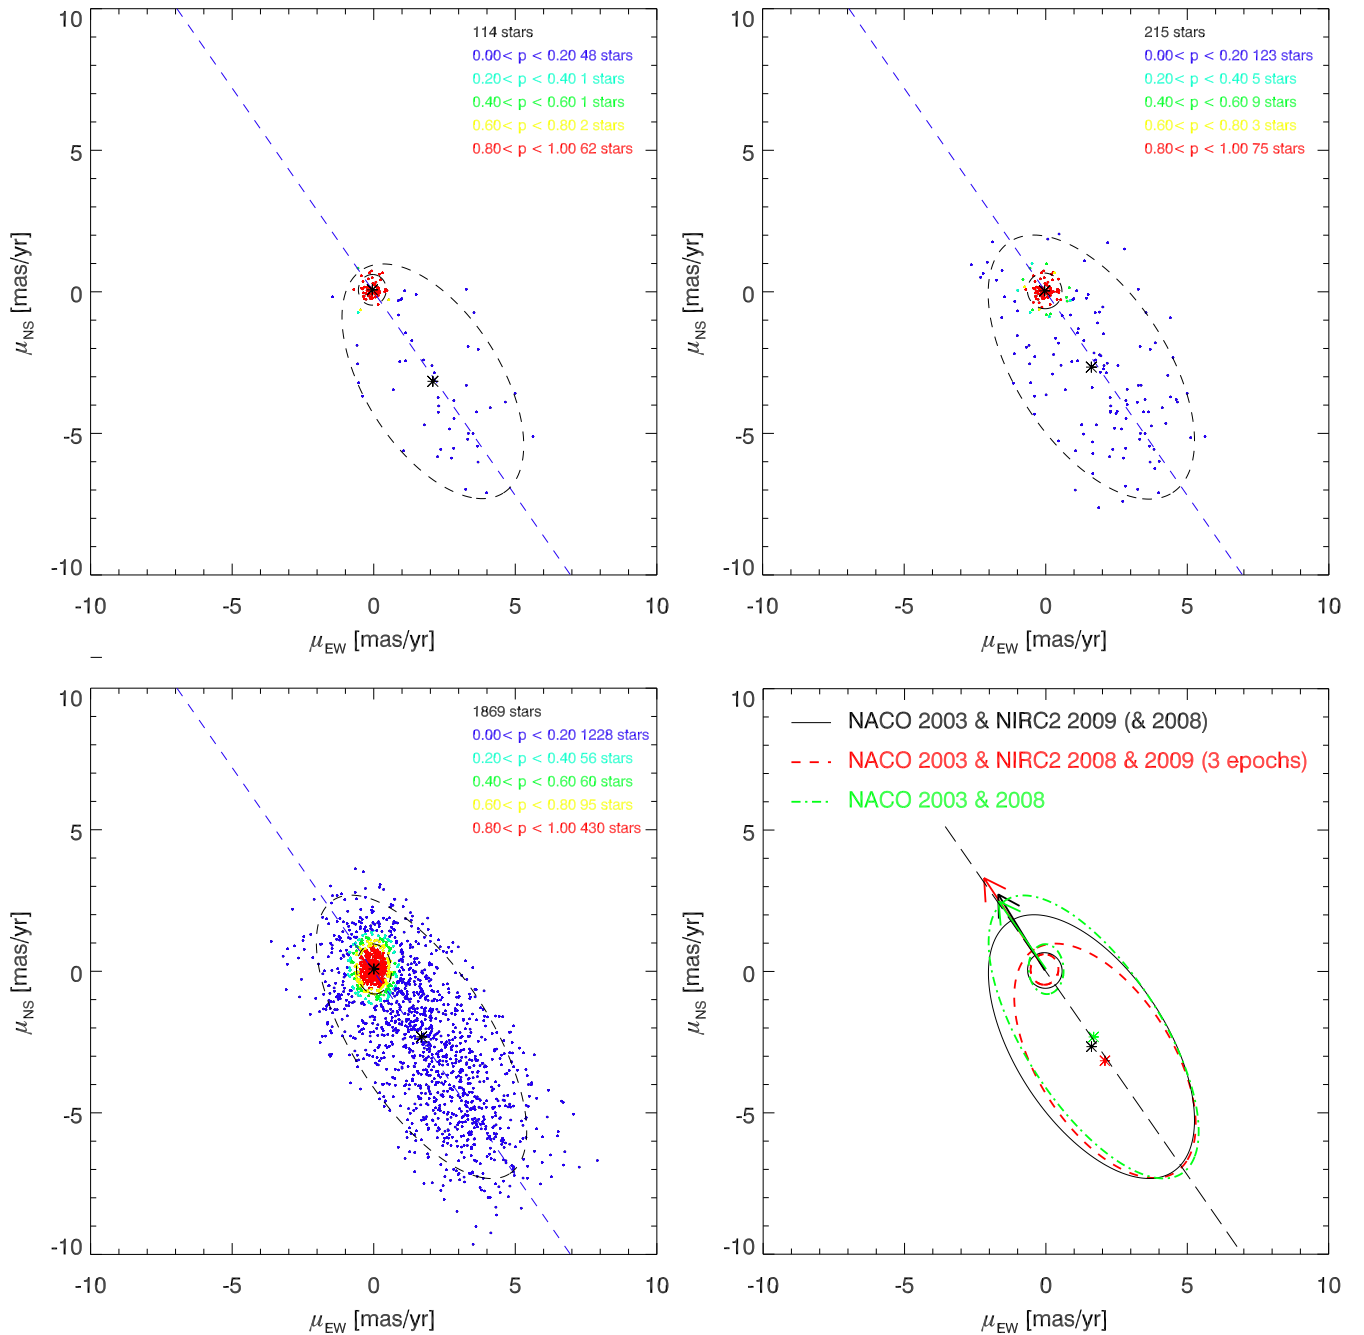 10
5
0
-5
-10
-10
-5
0
5
10
μNS [mas/yr]
μEW [mas/yr]
114 stars
0.00< p < 0.20 48 stars
0.20< p < 0.40 1 stars
0.40< p < 0.60 1 stars
0.60< p < 0.80 2 stars
0.80< p < 1.00 62 stars
10
5
0
-5
-10
-10
-5
0
5
10
μNS [mas/yr]
μEW [mas/yr]
215 stars
0.00< p < 0.20 123 stars
0.20< p < 0.40 5 stars
0.40< p < 0.60 9 stars
0.60< p < 0.80 3 stars
0.80< p < 1.00 75 stars
10
5
0
-5
-10
-10
-5
0
5
10
μNS [mas/yr]
μEW [mas/yr]
1869 stars
0.00< p < 0.20 1228 stars
0.20< p < 0.40 56 stars
0.40< p < 0.60 60 stars
0.60< p < 0.80 95 stars
0.80< p < 1.00 430 stars
10
5
0
-5
-10
-10
-5
0
5
10
μNS [mas/yr]
μEW [mas/yr]
NACO 2003 & NIRC2 2009 (& 2008)
NACO 2003 & NIRC2 2008 & 2009 (3 epochs)
NACO 2003 & 2008